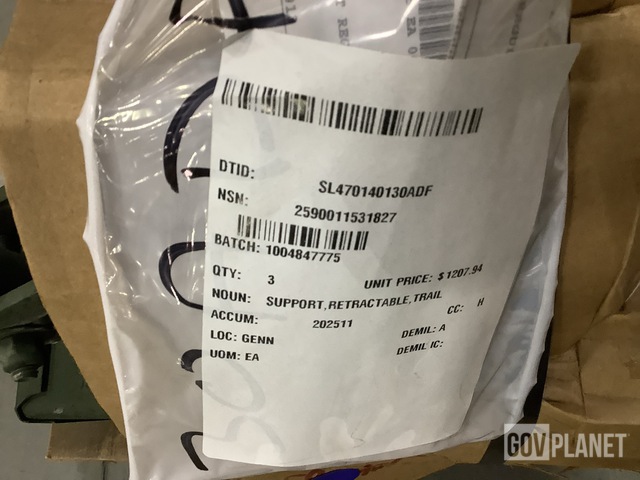 DTID: SL470140130ADF
NSN: 2590011531827
BATCH: 1004847775
QTY: 3 UNIT PRICE: $ 1207.94
NOUN: SUPPORT,RETRACTABLE,TRAIL
ACCUM: 202511 CC: H
LOC: GENN DEMIL: A
UOM: EA DEMIL IC:
GOVPLANET